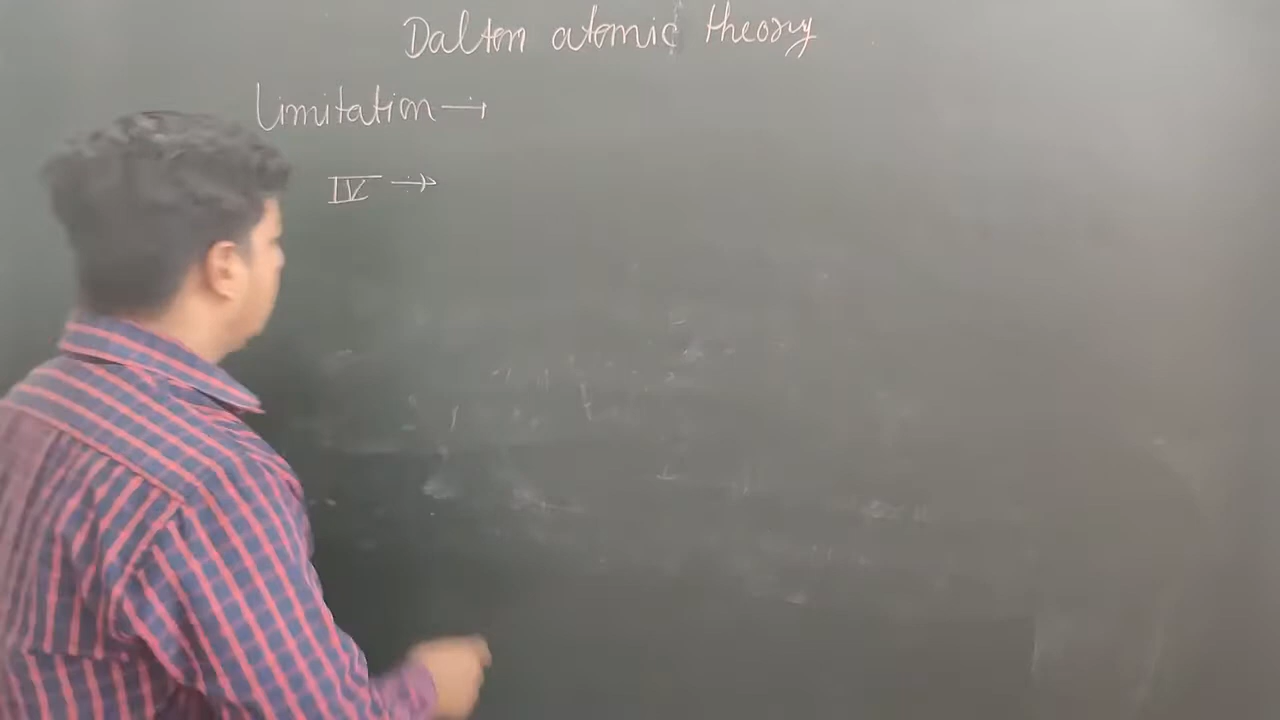 Dalton atomic theory
Limitation →
IV →